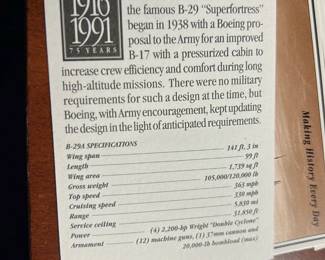 1916
1991
75 YEARS
the famous B-29 "Superfortress"
began in 1938 with a Boeing pro-
posal to the Army for an improved
B-17 with a pressurized cabin to
increase crew efficiency and comfort during long
high-altitude missions. There were no military
requirements for such a design at the time, but
Boeing, with Army encouragement, kept updating
the design in the light of anticipated requirements.
B-29A SPECIFICATIONS
Wing span 141 ft. 3 in
Length 99 ft
Wing area 1,739 sq ft
Gross weight 105,000/120,000 lb
Top speed 363 mph
Cruising speed 230 mph
Range 5,830 mi
Service ceiling 31,850 ft
Power (4) 2,200-hp Wright "Double Cyclone"
Armament (12) machine guns, (1) 37mm cannon and
20,000-lb bombload (max)
Making History Every Day